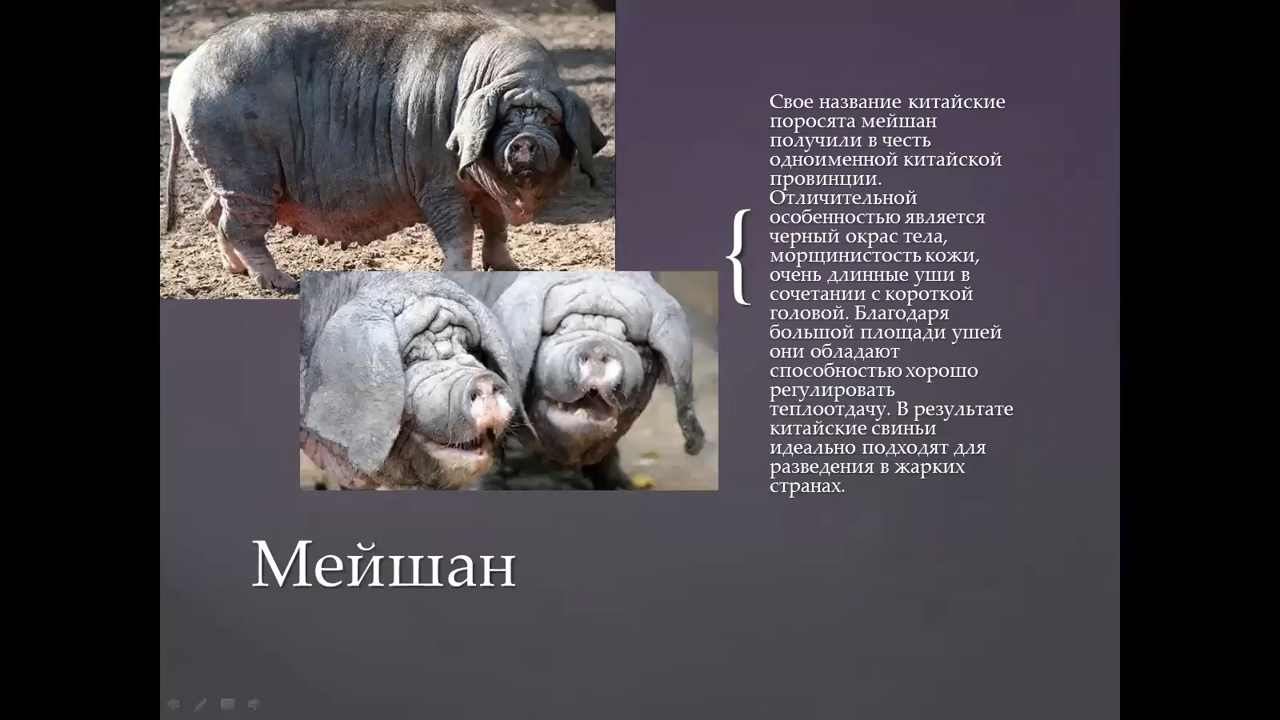 Свое название китайские
поросята мейшан
получили в честь
одноименной китайской
провинции.
Отличительной
особенностью является
черный окрас тела,
морщинистость кожи,
очень длинные уши в
сочетании с короткой
головой. Благодаря
большой площади ушей
они обладают
способностью хорошо
регулировать
теплоотдачу. В результате
китайские свиньи
идеально подходят для
разведения в жарких
странах.
Мейшан